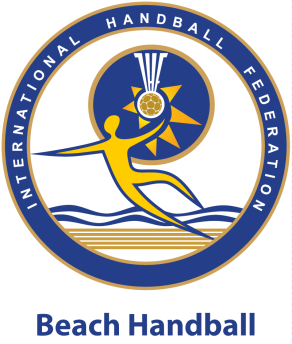 INTERNATIONAL HANDBALL FEDERATION
Beach Handball